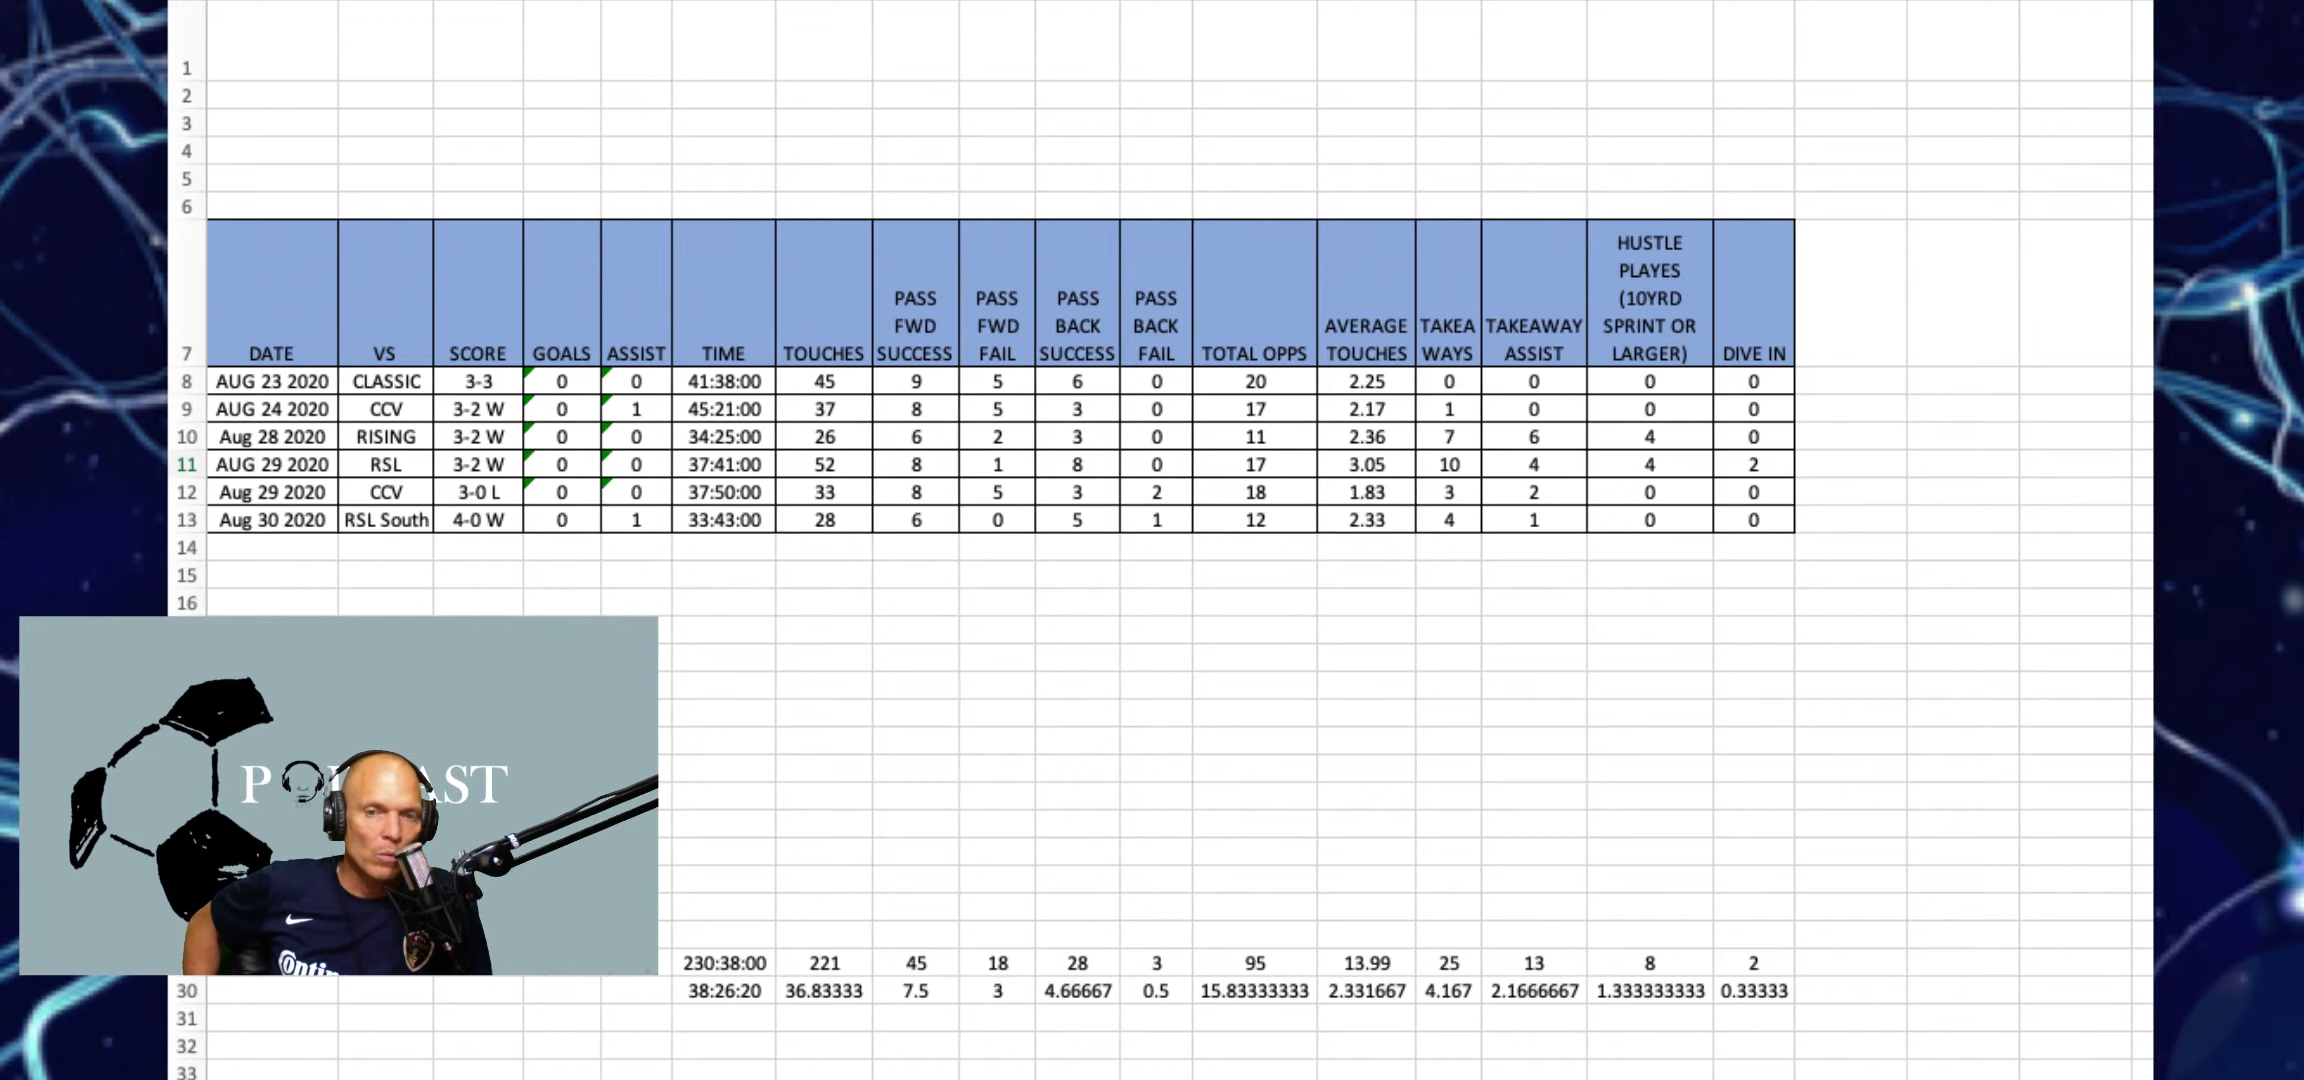 1
2
3
4
5
6
7 DATE VS SCORE GOALS ASSIST TIME TOUCHES PASS FWD SUCCESS PASS FWD FAIL PASS BACK SUCCESS PASS BACK FAIL TOTAL OPPS AVERAGE TOUCHES TAKEA WAYS TAKEAWAY ASSIST HUSTLE PLAYES (10YRD SPRINT OR LARGER) DIVE IN
8 AUG 23 2020 CLASSIC 3-3 0 0 41:38:00 45 9 5 6 0 20 2.25 0 0 0 0
9 AUG 24 2020 CCV 3-2 W 0 1 45:21:00 37 8 5 3 0 17 2.17 1 0 0 0
10 Aug 28 2020 RISING 3-2 W 0 0 34:25:00 26 6 2 3 0 11 2.36 7 6 4 0
11 AUG 29 2020 RSL 3-2 W 0 0 37:41:00 52 8 1 8 0 17 3.05 10 4 4 2
12 Aug 29 2020 CCV 3-0 L 0 0 37:50:00 33 8 5 3 2 18 1.83 3 2 0 0
13 Aug 30 2020 RSL South 4-0 W 0 1 33:43:00 28 6 0 5 1 12 2.33 4 1 0 0
14
15
16
230:38:00 221 45 18 28 3 95 13.99 25 13 8 2
30 38:26:20 36.83333 7.5 3 4.66667 0.5 15.83333333 2.331667 4.167 2.1666667 1.333333333 0.33333
31
32
33